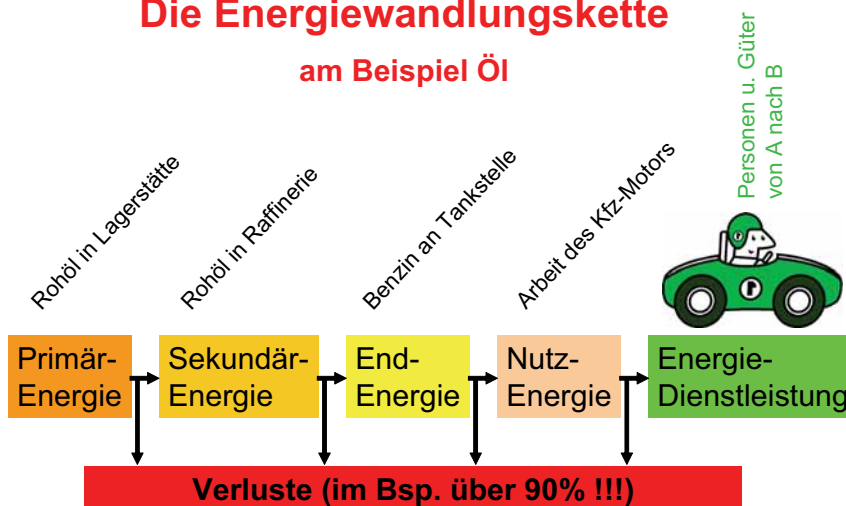 Die Energiewandlungskette
am Beispiel Öl
Rohöl in Lagerstätte
Rohöl in Raffinerie
Benzin an Tankstelle
Arbeit des Kfz-Motors
Personen u. Güter
von A nach B
Primär-
Energie
Sekundär-
Energie
End-
Energie
Nutz-
Energie
Energie-
Dienstleistung
Verluste (im Bsp. über 90% !!!)